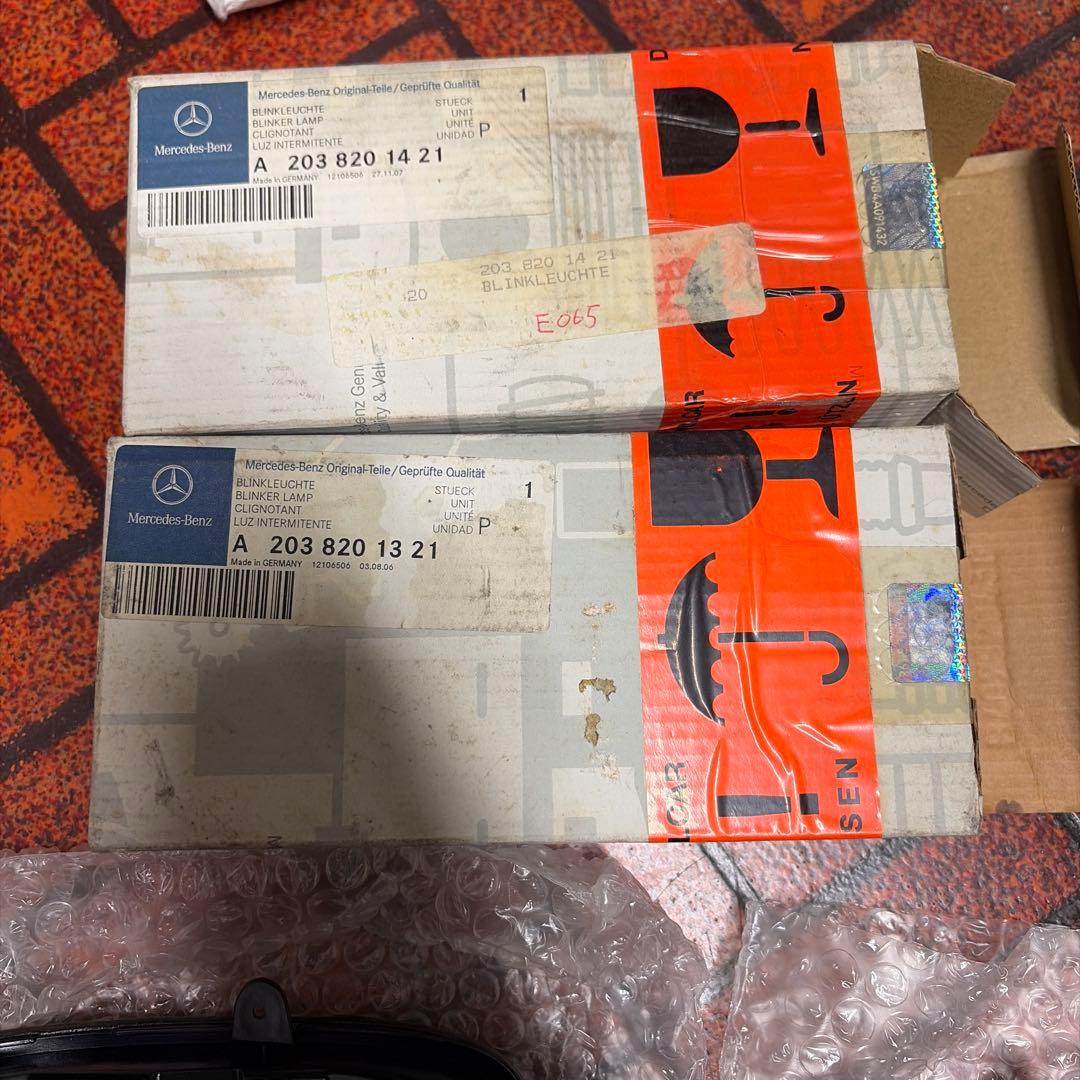 Mercedes-Benz Original-Teile/Geprüfte Qualität
BLINKLEUCHTE
BLINKER LAMP
CLIGNOTANT
LUZ INTERMITENTE
STUECK
UNIT
UNITÉ
UNIDAD P
1
Mercedes-Benz
A 203 820 14 21
Made in GERMANY 12106506 27.11.07
203 820 14 21
20 BLINKLEUCHTE
E065
Mercedes-Benz Original-Teile/Geprüfte Qualität
BLINKLEUCHTE
BLINKER LAMP
CLIGNOTANT
LUZ INTERMITENTE
STUECK
UNIT
UNITÉ
UNIDAD P
1
Mercedes-Benz
A 203 820 13 21
Made in GERMANY 12106506 03.08.06
LCAR
SEN